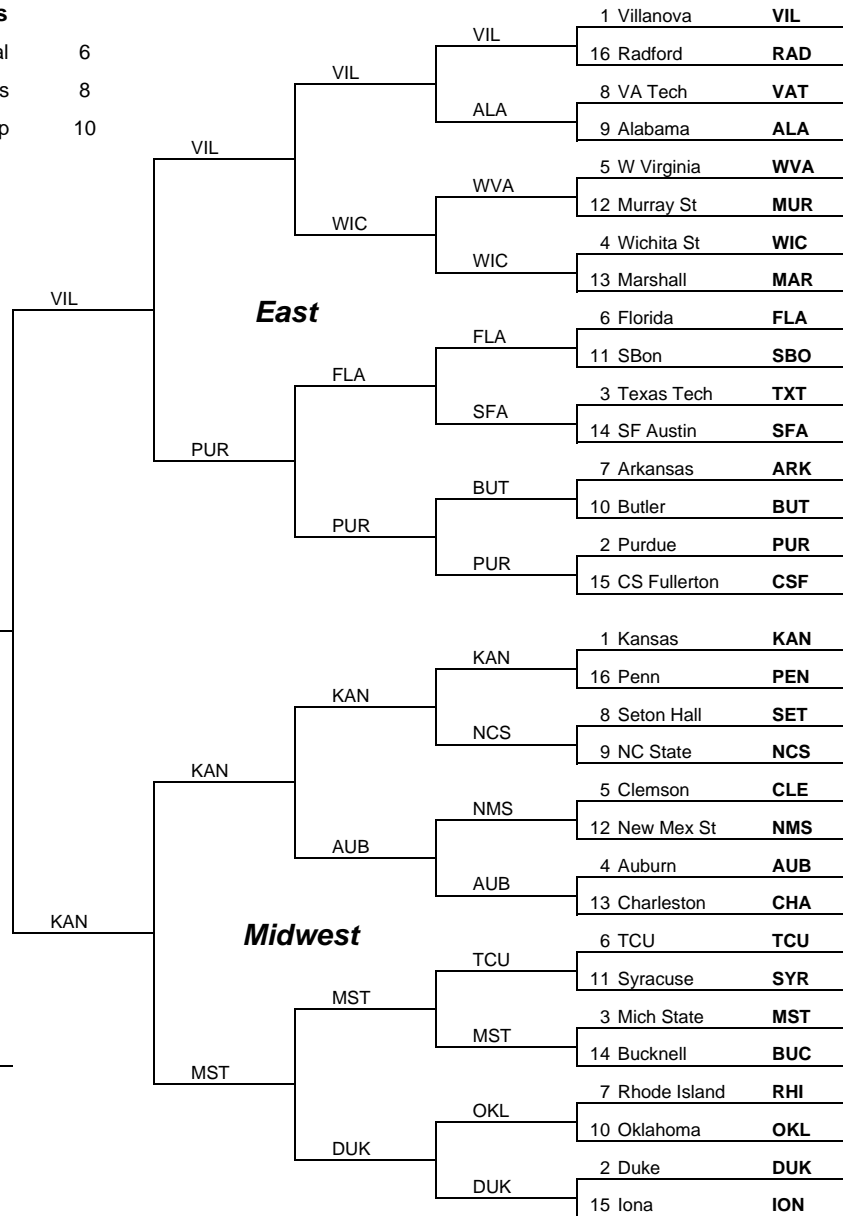 s
al 6
s 8
p 10
1 Villanova VIL
VIL
16 Radford RAD
VIL
8 VA Tech VAT
ALA
9 Alabama ALA
VIL
5 W Virginia WVA
WVA
12 Murray St MUR
WIC
4 Wichita St WIC
WIC
13 Marshall MAR
VIL
East
6 Florida FLA
FLA
11 SBon SBO
FLA
3 Texas Tech TXT
SFA
14 SF Austin SFA
PUR
7 Arkansas ARK
BUT
10 Butler BUT
PUR
2 Purdue PUR
PUR
15 CS Fullerton CSF
1 Kansas KAN
KAN
16 Penn PEN
KAN
8 Seton Hall SET
NCS
9 NC State NCS
KAN
5 Clemson CLE
NMS
12 New Mex St NMS
AUB
4 Auburn AUB
AUB
13 Charleston CHA
KAN
Midwest
6 TCU TCU
TCU
11 Syracuse SYR
MST
3 Mich State MST
MST
14 Bucknell BUC
MST
7 Rhode Island RHI
OKL
10 Oklahoma OKL
DUK
2 Duke DUK
DUK
15 Iona ION